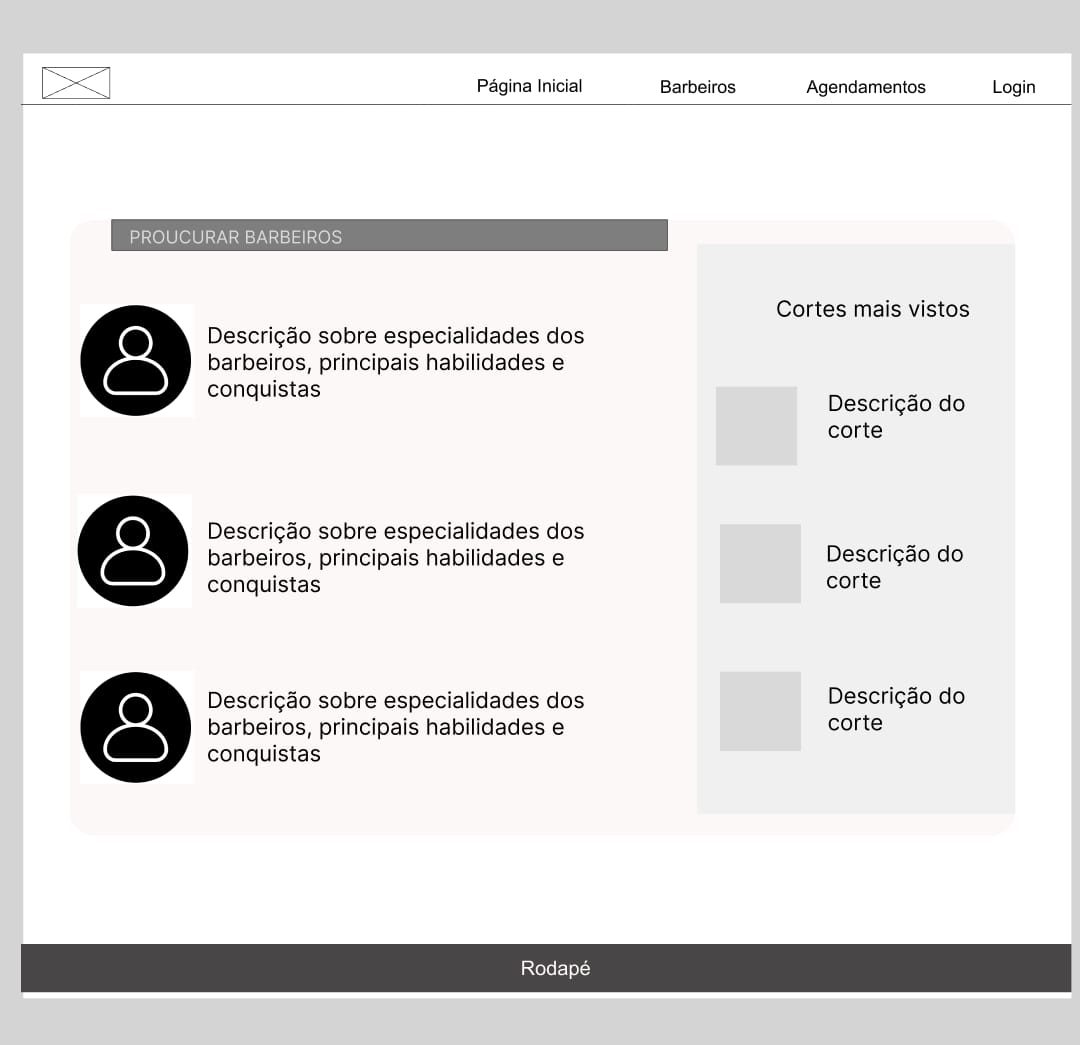 Página Inicial
Barbeiros
Agendamentos
Login
PROUCURAR BARBEIROS
Descrição sobre especialidades dos
barbeiros, principais habilidades e
conquistas
Descrição sobre especialidades dos
barbeiros, principais habilidades e
conquistas
Descrição sobre especialidades dos
barbeiros, principais habilidades e
conquistas
Cortes mais vistos
Descrição do
corte
Descrição do
corte
Descrição do
corte
Rodapé